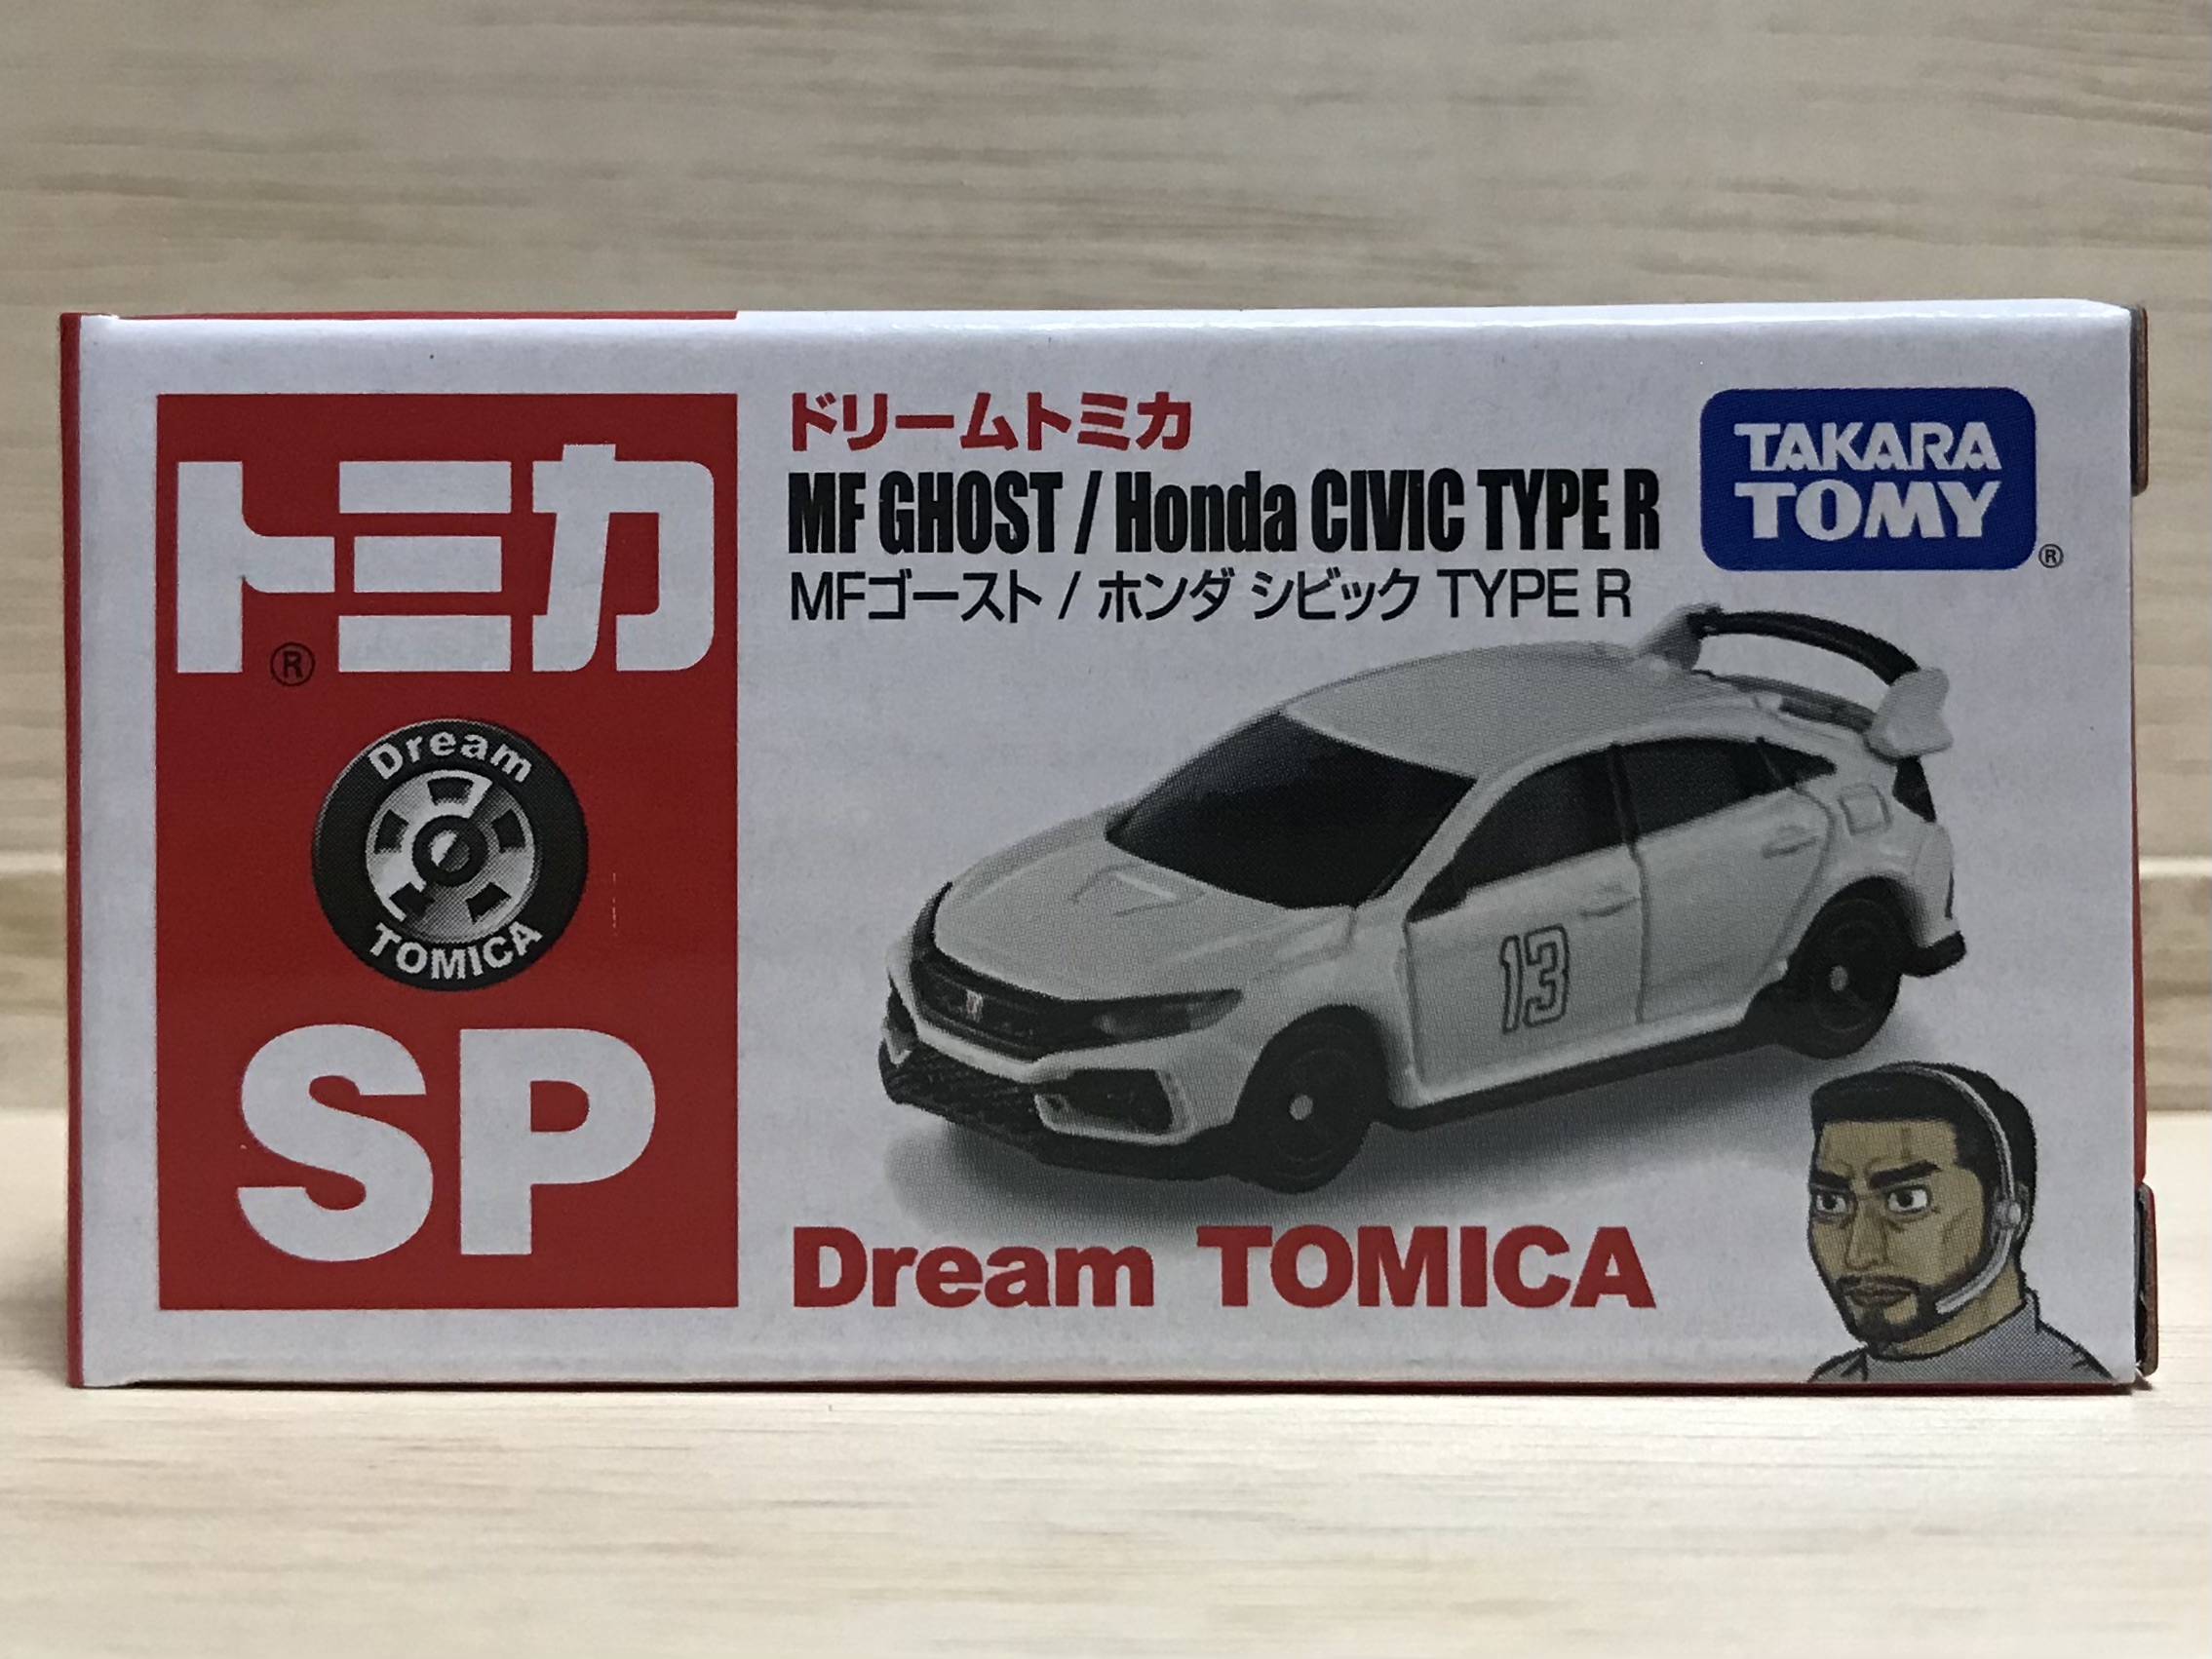 トミカ
®
Dream
TOMICA
SP
ドリームトミカ
MF GHOST / Honda CIVIC TYPE R
MFゴースト / ホンダ シビック TYPE R
TAKARA
TOMY
®
13
Dream TOMICA